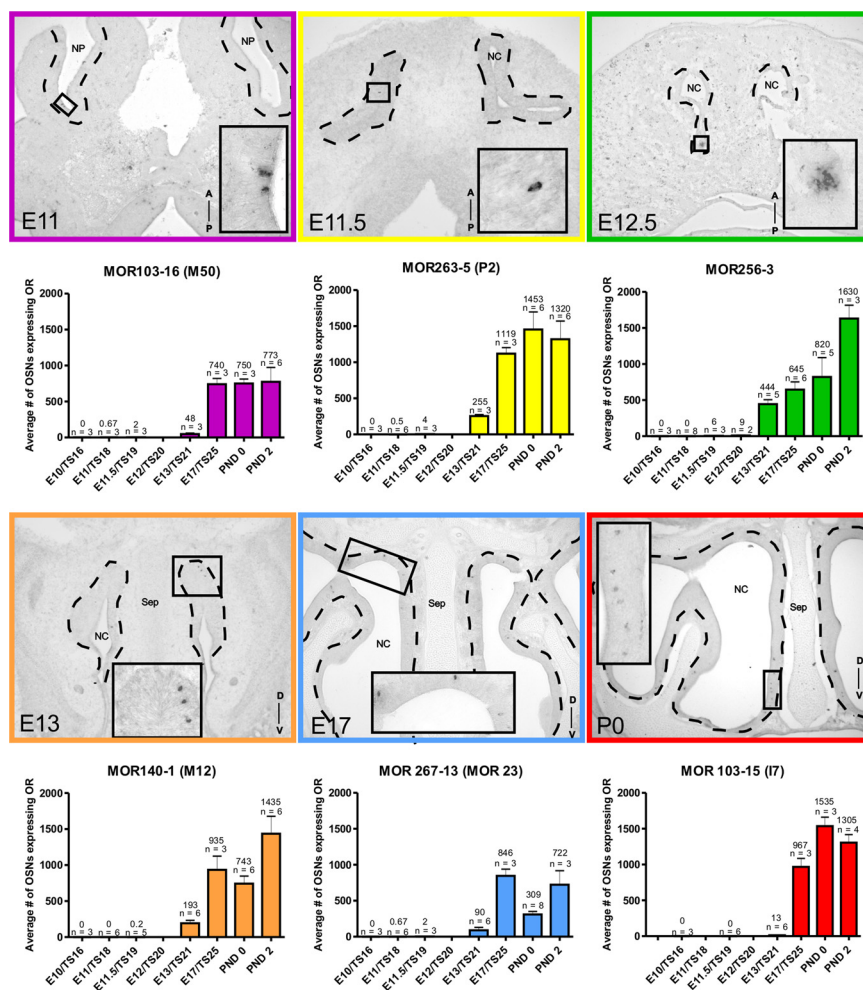 NP
NP
E11
A
P
NC
E11.5
A
P
NC
NC
E12.5
A
P
MOR103-16 (M50)
Average # of OSNs expressing OR
2000
1500
1000
500
0
0
n = 3
0.67
n = 3
2
n = 3
48
n = 3
740
n = 3
750
n = 3
773
n = 6
E10/TS16
E11/TS18
E11.5/TS19
E12/TS20
E13/TS21
E17/TS25
PND 0
PND 2
MOR263-5 (P2)
Average # of OSNs expressing OR
2000
1500
1000
500
0
0
n = 3
0.5
n = 6
4
n = 3
255
n = 3
1119
n = 3
1453
n = 6
1320
n = 6
E10/TS16
E11/TS18
E11.5/TS19
E12/TS20
E13/TS21
E17/TS25
PND 0
PND 2
MOR256-3
Average # of OSNs expressing OR
2000
1500
1000
500
0
0
n = 3
0
n = 8
6
n = 3
9
n = 2
444
n = 5
645
n = 6
820
n = 5
1630
n = 3
E10/TS16
E11/TS18
E11.5/TS19
E12/TS20
E13/TS21
E17/TS25
PND 0
PND 2
NC
Sep
E13
D
V
Sep
NC
E17
D
V
NC
Sep
P0
D
V
MOR140-1 (M12)
Average # of OSNs expressing OR
2000
1500
1000
500
0
0
n = 3
0
n = 6
0.2
n = 5
193
n = 6
935
n = 3
743
n = 6
1435
n = 6
E10/TS16
E11/TS18
E11.5/TS19
E12/TS20
E13/TS21
E17/TS25
PND 0
PND 2
MOR 267-13 (MOR 23)
Average # of OSNs expressing OR
2000
1500
1000
500
0
0
n = 3
0.67
n = 6
2
n = 3
90
n = 6
846
n = 3
309
n = 8
722
n = 3
E10/TS16
E11/TS18
E11.5/TS19
E12/TS20
E13/TS21
E17/TS25
PND 0
PND 2
MOR 103-15 (I7)
Average # of OSNs expressing OR
2000
1500
1000
500
0
0
n = 3
0
n = 6
13
n = 6
967
n = 3
1535
n = 3
1305
n = 4
E10/TS16
E11/TS18
E11.5/TS19
E12/TS20
E13/TS21
E17/TS25
PND 0
PND 2